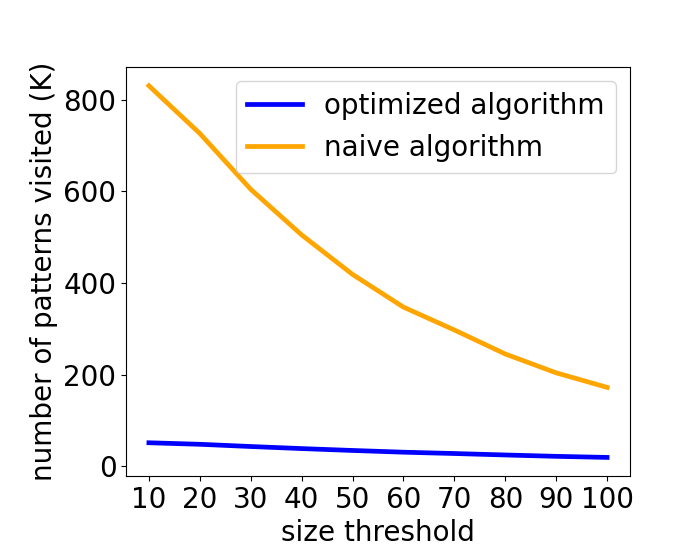 optimized algorithm
naive algorithm
number of patterns visited (K)
800
600
400
200
0
10 20 30 40 50 60 70 80 90 100
size threshold